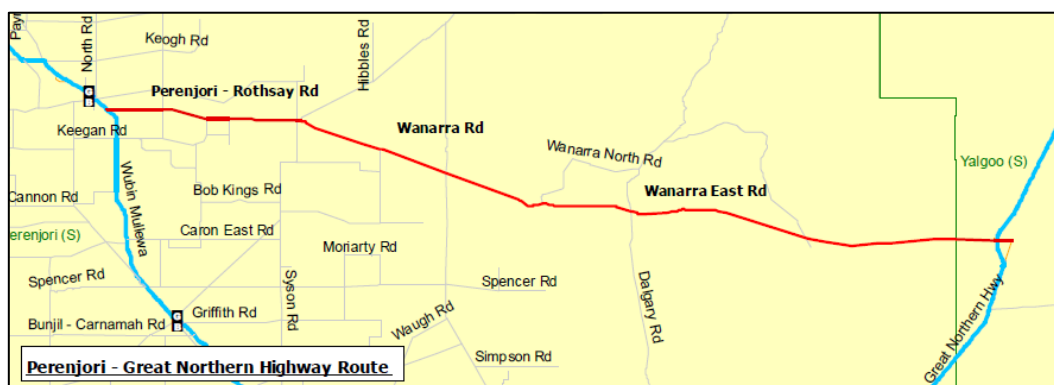 Payn
North Rd
Keogh Rd
Hibbles Rd
Perenjori - Rothsay Rd
Keegan Rd
Wanarra Rd
Wanarra North Rd
Yalgoo (S)
Wubin Mullewa
Bob Kings Rd
Wanarra East Rd
Cannon Rd
Caron East Rd
erenjori (S)
Moriarty Rd
Spencer Rd
Syson Rd
Spencer Rd
Dalgary Rd
Great Northern Hwy
Griffith Rd
Bunjil - Carnamah Rd
Waugh Rd
Simpson Rd
Perenjori - Great Northern Highway Route